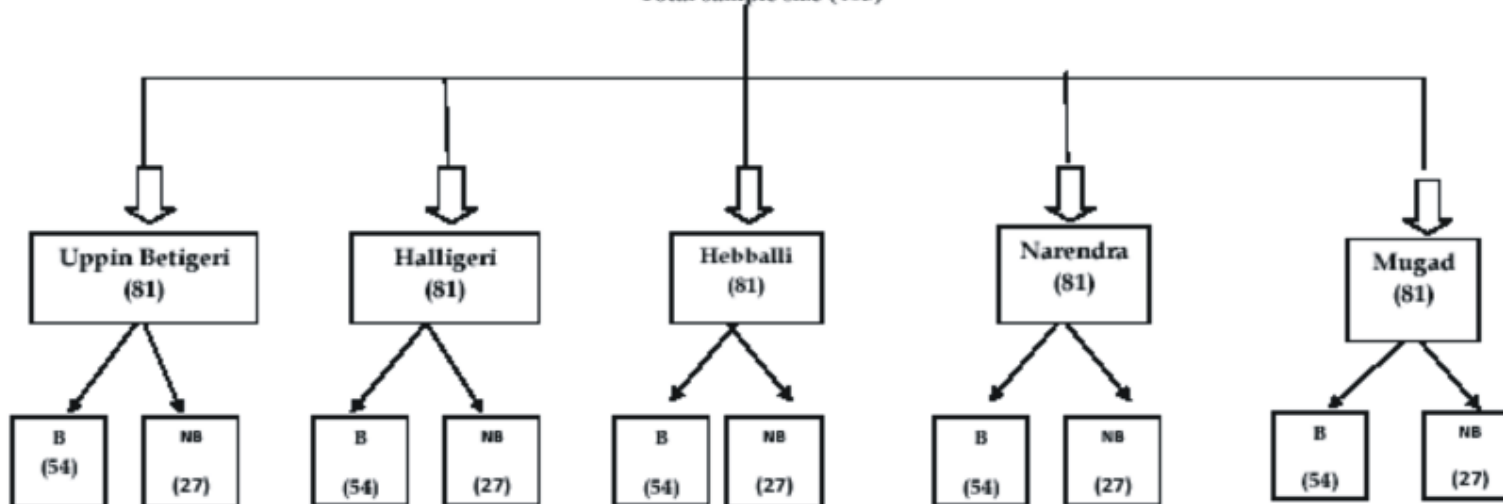 Uppin Betigeri
(81)
Halligeri
(81)
Hebballi
(81)
Narendra
(81)
Mugad
(81)
B
(54)
NB
(27)
B
(54)
NB
(27)
B
(54)
NB
(27)
B
(54)
NB
(27)
B
(54)
NB
(27)